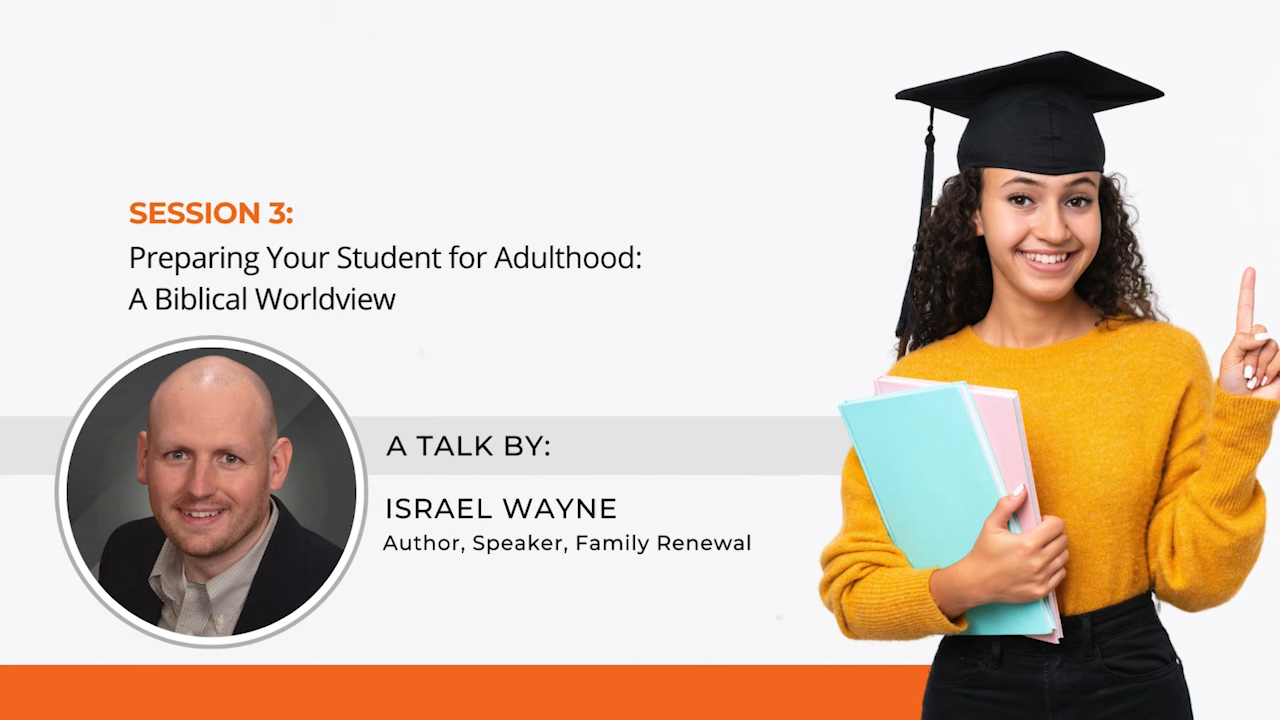 SESSION 3:
Preparing Your Student for Adulthood:
A Biblical Worldview
A TALK BY:
ISRAEL WAYNE
Author, Speaker, Family Renewal